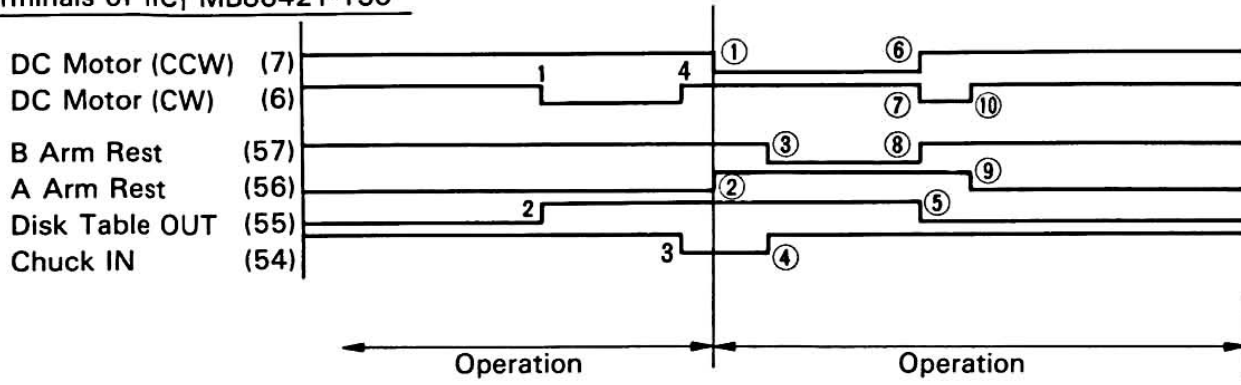 DC Motor (CCW) (7) ① ⑥
1 4
DC Motor (CW) (6) ⑦ ⑩
B Arm Rest (57) ③ ⑧
A Arm Rest (56) ② ⑨
Disk Table OUT (55) 2 ⑤
Chuck IN (54) 3 ④
Operation Operation